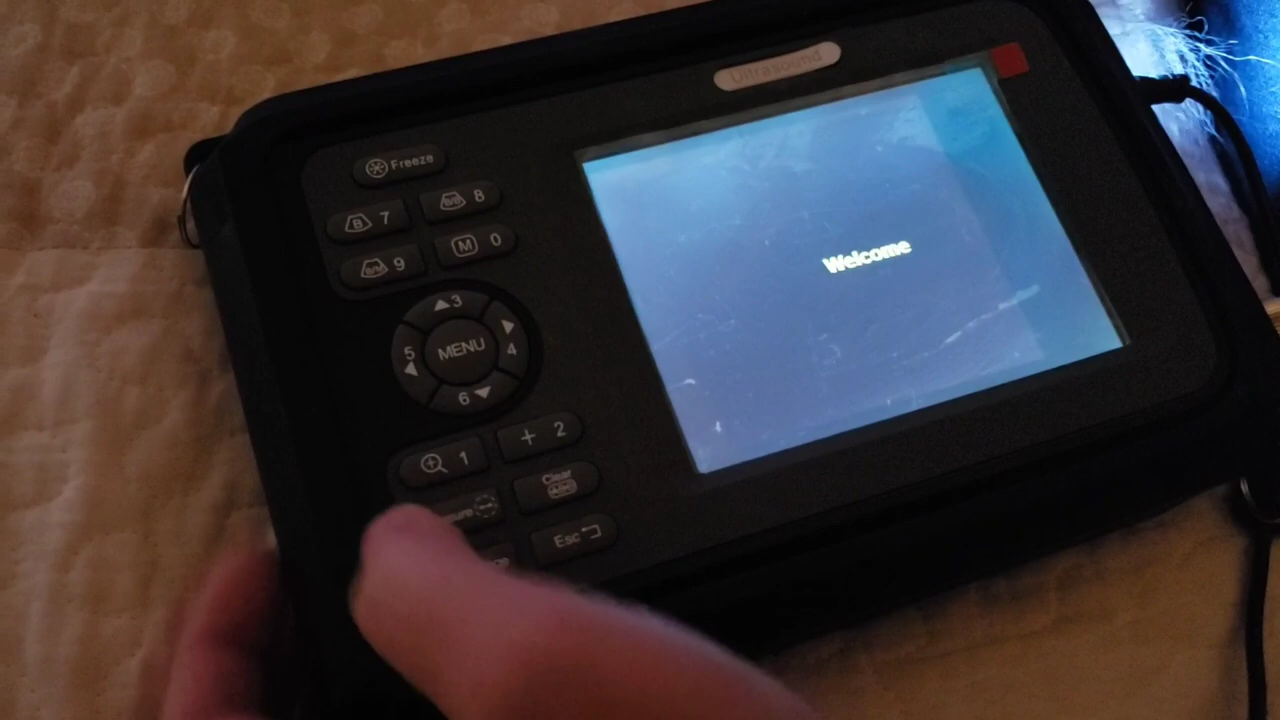 Ultrasound
Freeze
B 7
B/B 8
B/M 9
M 0
3
5
MENU
4
6
1
+ 2
Clear
Esc
Welcome